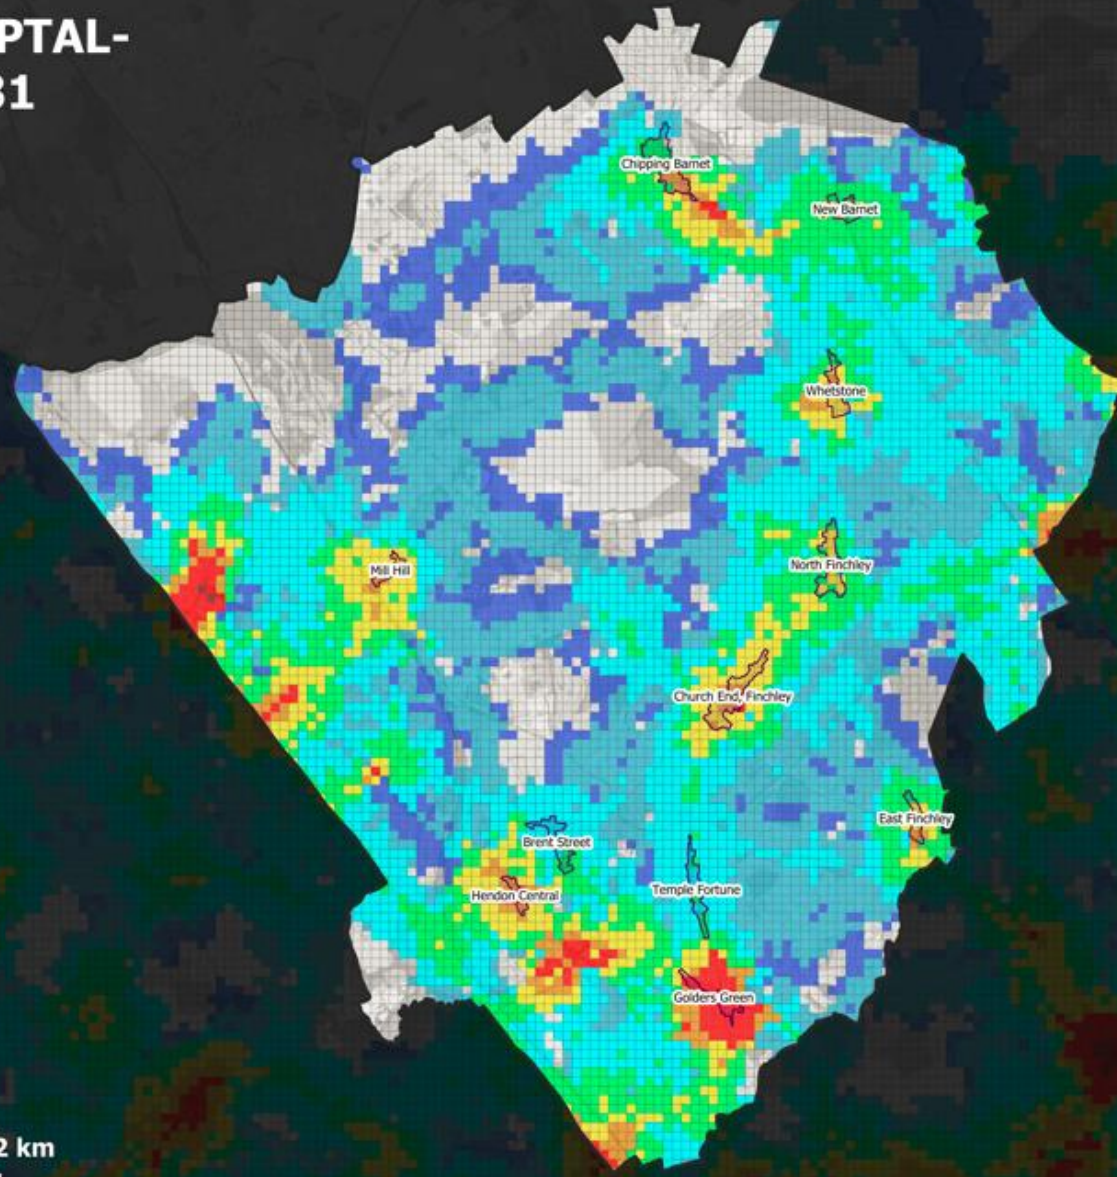 PTAL-
31
Chipping Barnet
New Barnet
Whetstone
North Finchley
Mill Hill
Church End, Finchley
East Finchley
Brent Street
Temple Fortune
Hendon Central
Golders Green
2 km